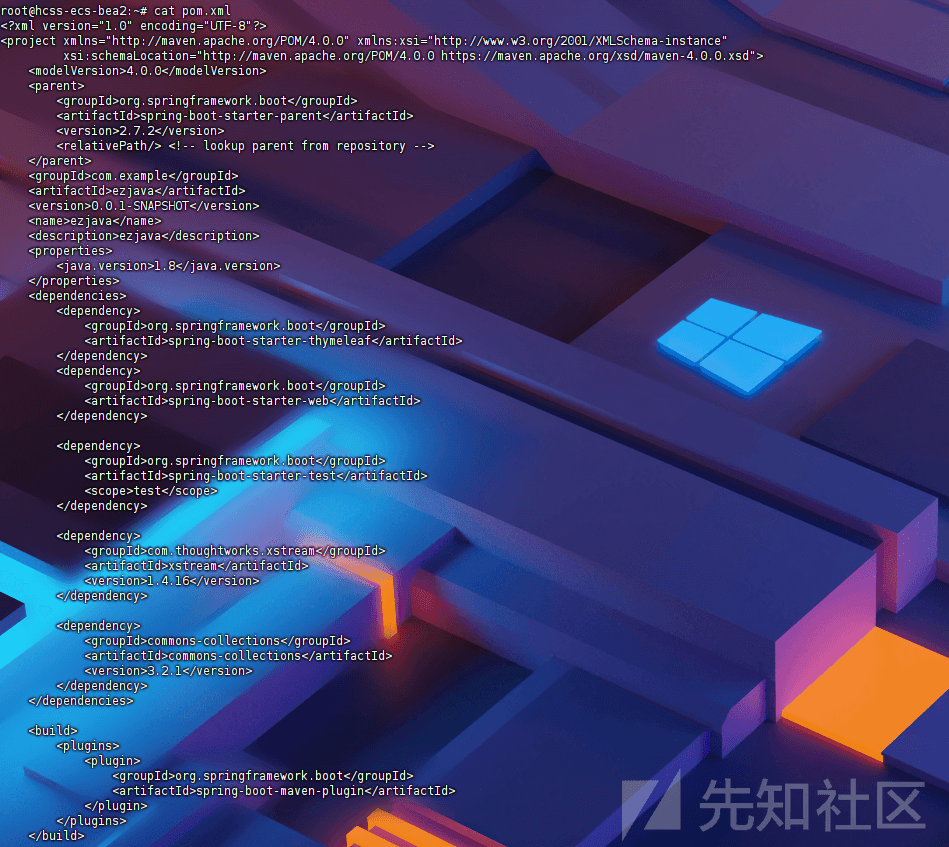 root@hcss-ecs-bea2:~# cat pom.xml
<?xml version="1.0" encoding="UTF-8"?>
<project xmlns="http://maven.apache.org/POM/4.0.0" xmlns:xsi="http://www.w3.org/2001/XMLSchema-instance"
         xsi:schemaLocation="http://maven.apache.org/POM/4.0.0 https://maven.apache.org/xsd/maven-4.0.0.xsd">
    <modelVersion>4.0.0</modelVersion>
    <parent>
        <groupId>org.springframework.boot</groupId>
        <artifactId>spring-boot-starter-parent</artifactId>
        <version>2.7.2</version>
        <relativePath/> <!-- lookup parent from repository -->
    </parent>
    <groupId>com.example</groupId>
    <artifactId>ezjava</artifactId>
    <version>0.0.1-SNAPSHOT</version>
    <name>ezjava</name>
    <description>ezjava</description>
    <properties>
        <java.version>1.8</java.version>
    </properties>
    <dependencies>
        <dependency>
            <groupId>org.springframework.boot</groupId>
            <artifactId>spring-boot-starter-thymeleaf</artifactId>
        </dependency>
        <dependency>
            <groupId>org.springframework.boot</groupId>
            <artifactId>spring-boot-starter-web</artifactId>
        </dependency>

        <dependency>
            <groupId>org.springframework.boot</groupId>
            <artifactId>spring-boot-starter-test</artifactId>
            <scope>test</scope>
        </dependency>

        <dependency>
            <groupId>com.thoughtworks.xstream</groupId>
            <artifactId>xstream</artifactId>
            <version>1.4.16</version>
        </dependency>

        <dependency>
            <groupId>commons-collections</groupId>
            <artifactId>commons-collections</artifactId>
            <version>3.2.1</version>
        </dependency>
    </dependencies>

    <build>
        <plugins>
            <plugin>
                <groupId>org.springframework.boot</groupId>
                <artifactId>spring-boot-maven-plugin</artifactId>
            </plugin>
        </plugins>
    </build>
先知社区